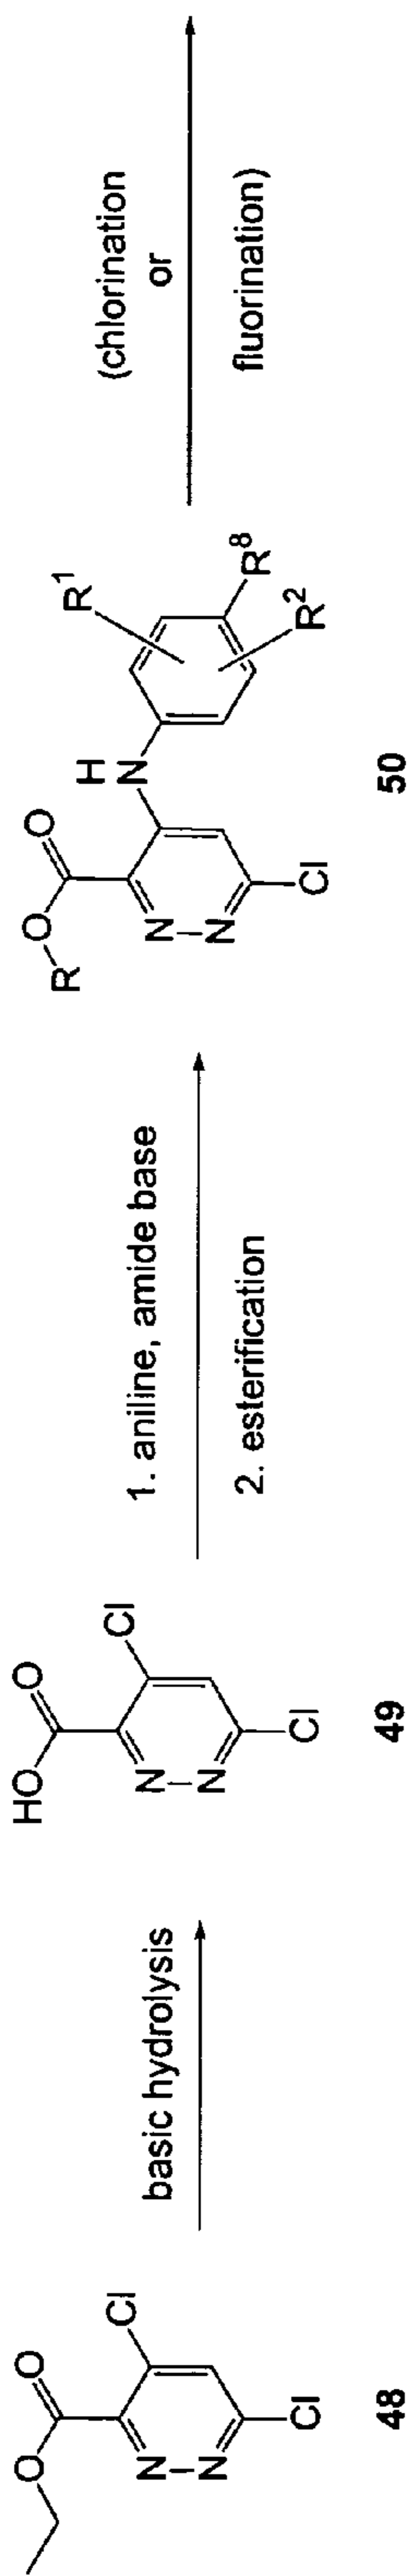 O
O
Cl
N
N
Cl
48
basic hydrolysis
HO
O
Cl
N
N
Cl
49
1. aniline, amide base
2. esterification
R
O
O
H
N
N
N
Cl
R¹
R⁸
R²
50
(chlorination
or
fluorination)